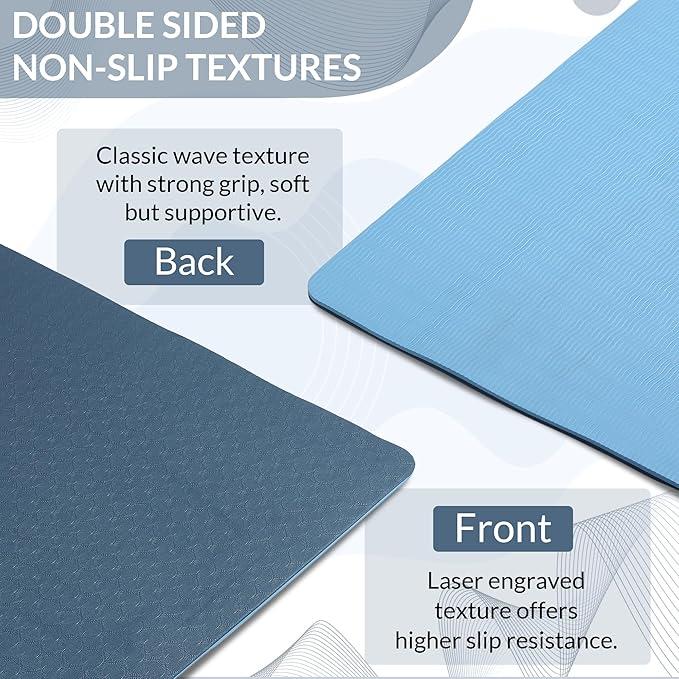 DOUBLE SIDED
NON-SLIP TEXTURES
Classic wave texture
with strong grip, soft
but supportive.
Back
Front
Laser engraved
texture offers
higher slip resistance.